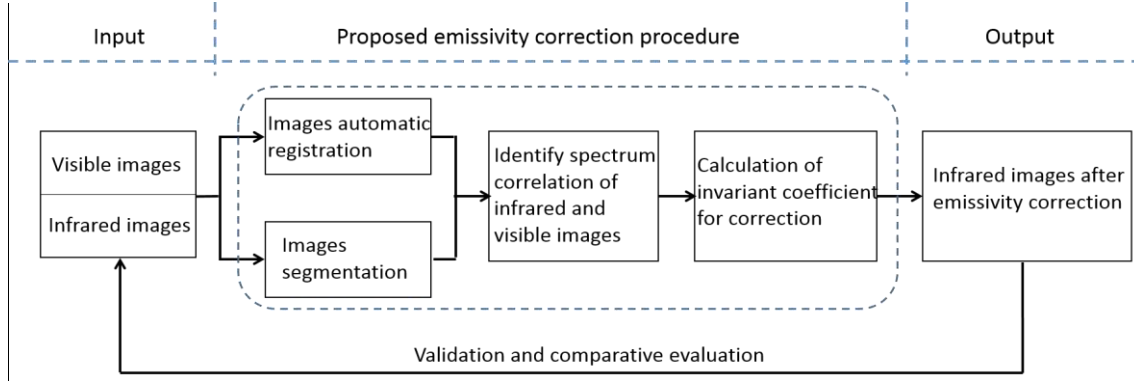 Input
Proposed emissivity correction procedure
Output
Visible images
Infrared images
Images automatic
registration
Images
segmentation
Identify spectrum
correlation of
infrared and
visible images
Calculation of
invariant coefficient
for correction
Infrared images after
emissivity correction
Validation and comparative evaluation